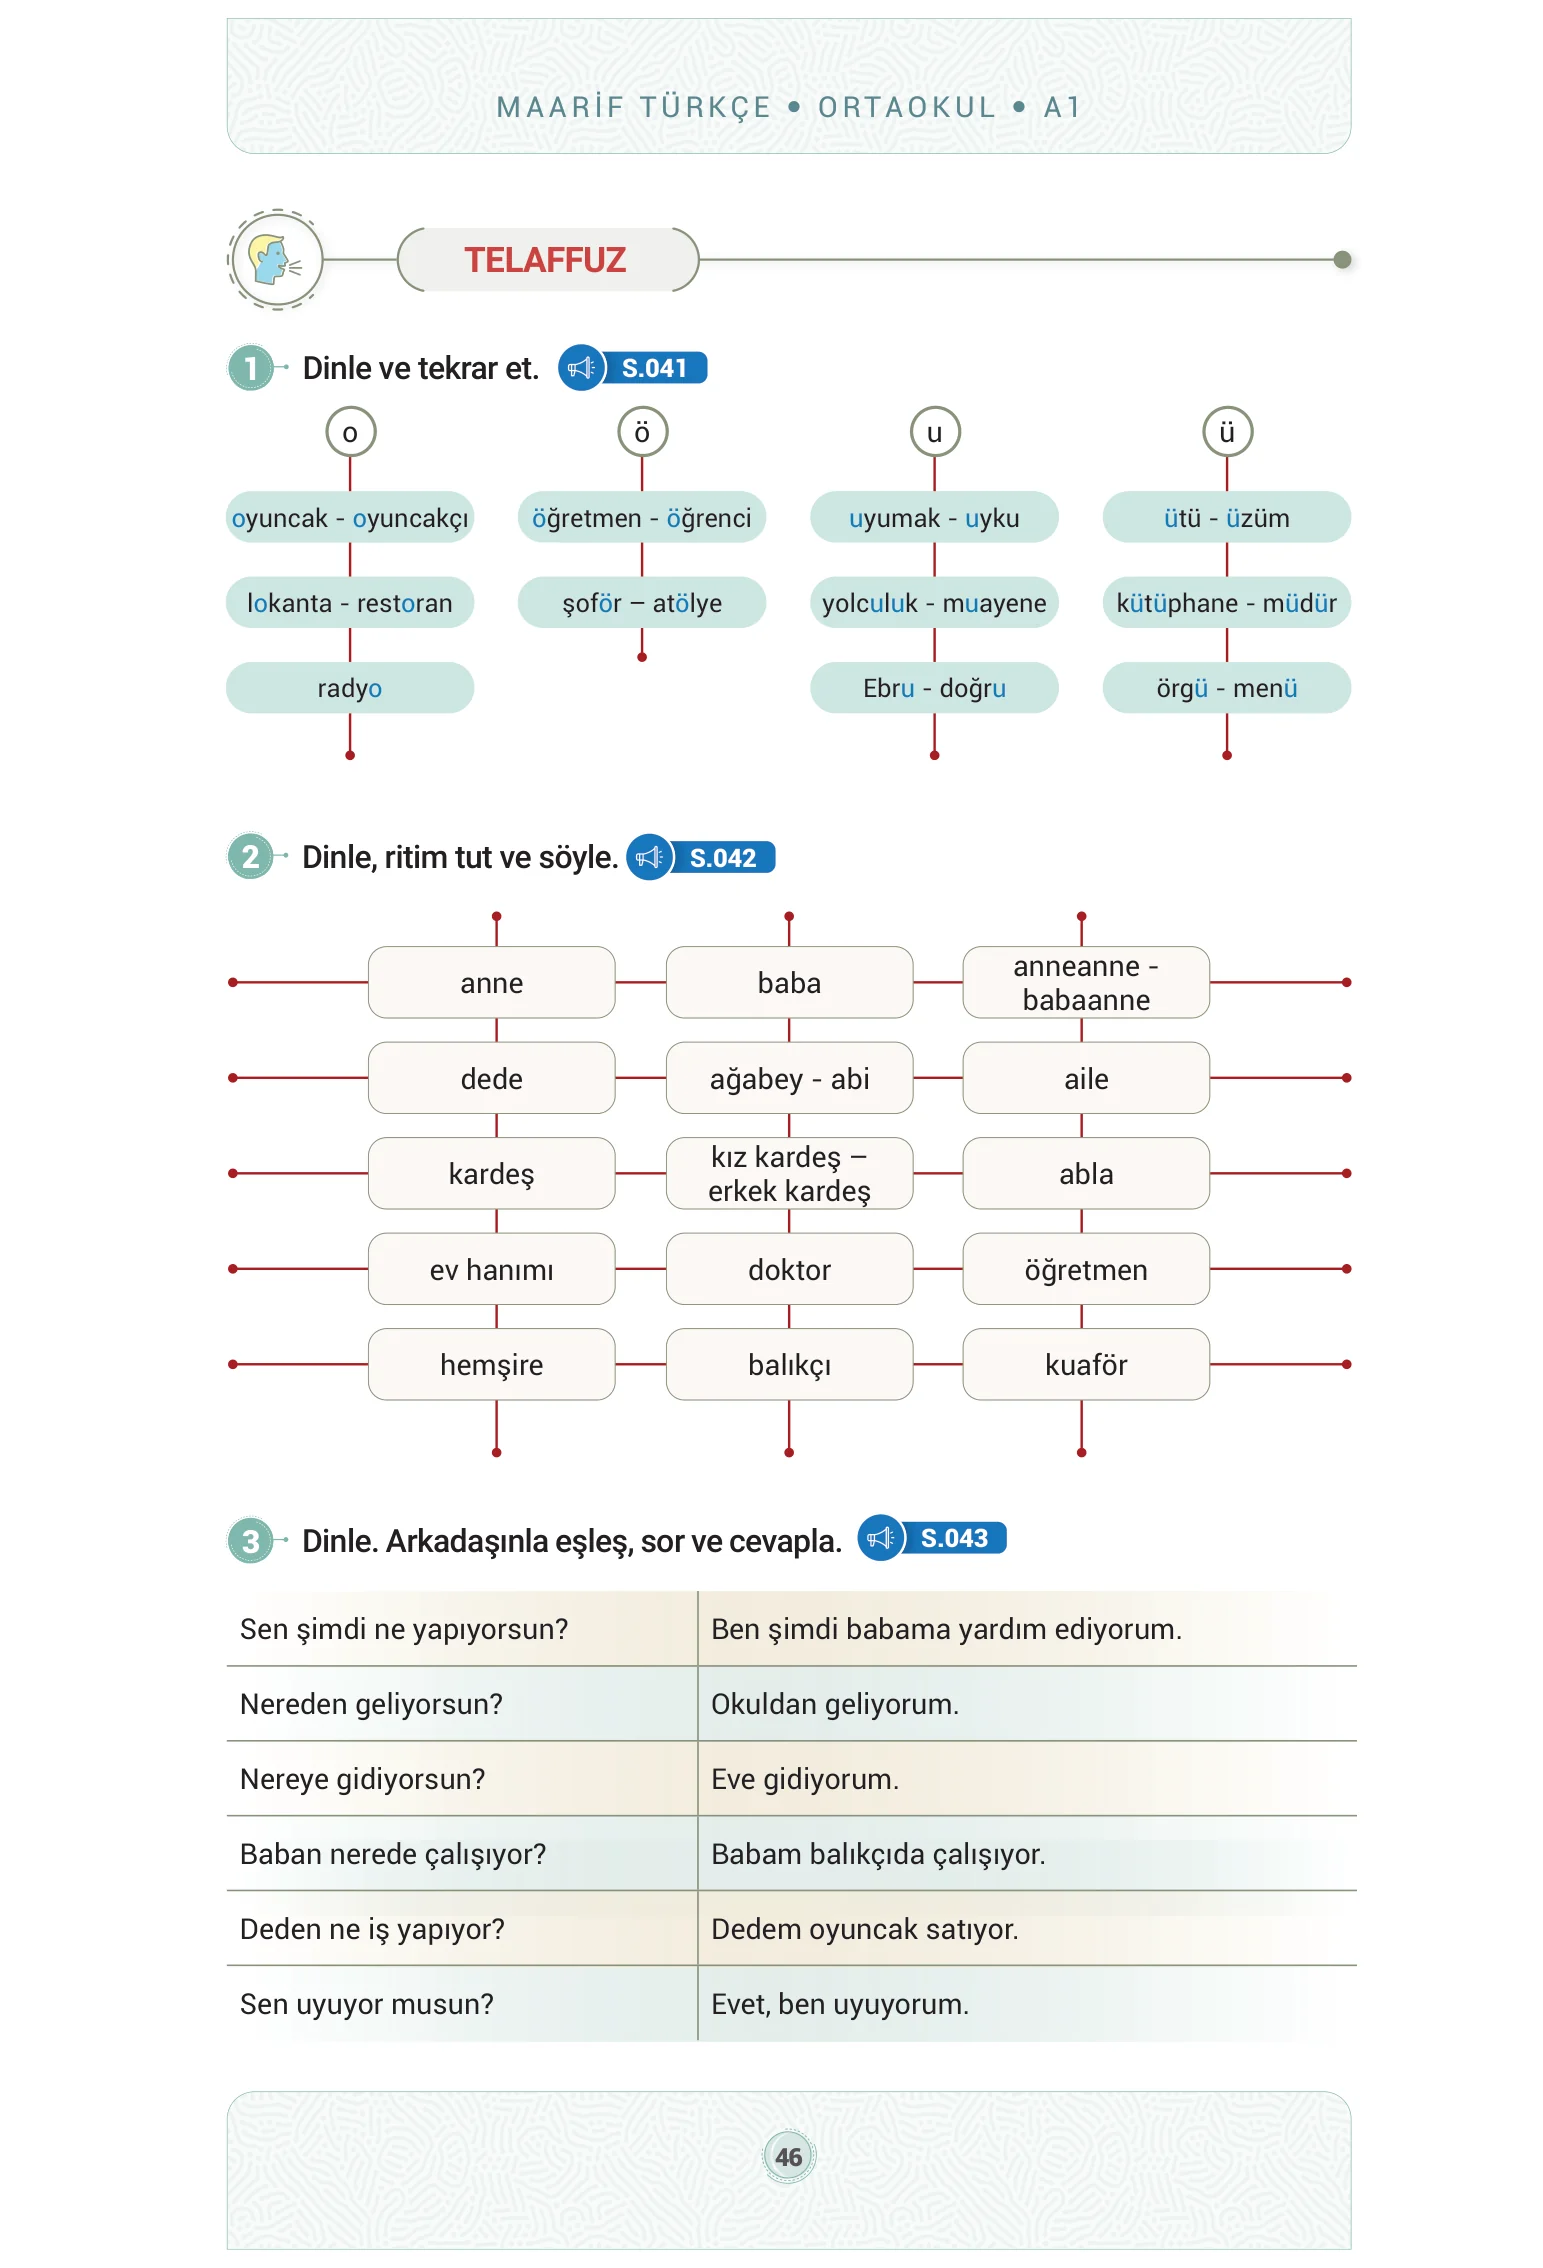 MAARİF TÜRKÇE • ORTAOKUL • A1
TELAFFUZ
1 Dinle ve tekrar et. S.041
o ö u ü
oyuncak - oyuncakçı öğretmen - öğrenci uyumak - uyku ütü - üzüm
lokanta - restoran şoför – atölye yolculuk - muayene kütüphane - müdür
radyo Ebru - doğru örgü - menü
2 Dinle, ritim tut ve söyle. S.042
anne baba anneanne -
babaanne
dede ağabey - abi aile
kardeş kız kardeş –
erkek kardeş abla
ev hanımı doktor öğretmen
hemşire balıkçı kuaför
3 Dinle. Arkadaşınla eşleş, sor ve cevapla. S.043
Sen şimdi ne yapıyorsun? Ben şimdi babama yardım ediyorum.
Nereden geliyorsun? Okuldan geliyorum.
Nereye gidiyorsun? Eve gidiyorum.
Baban nerede çalışıyor? Babam balıkçıda çalışıyor.
Deden ne iş yapıyor? Dedem oyuncak satıyor.
Sen uyuyor musun? Evet, ben uyuyorum.
46